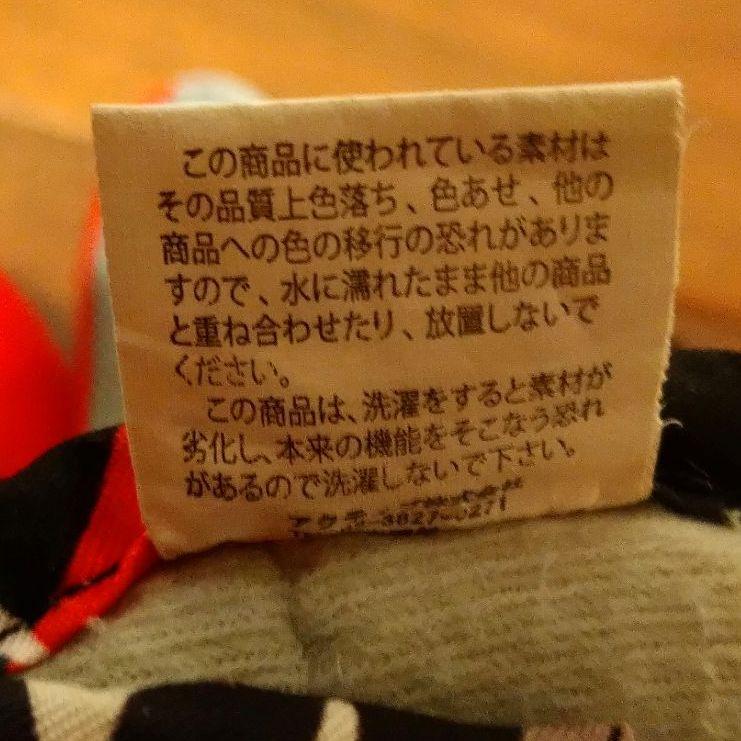 この商品に使われている素材は
その品質上色落ち、色あせ、他の
商品への色の移行の恐れがありま
すので、水に濡れたまま他の商品
と重ね合わせたり、放置しないで
ください。
この商品は、洗濯をすると素材が
劣化し、本来の機能をそこなう恐れ
があるので洗濯しないで下さい。